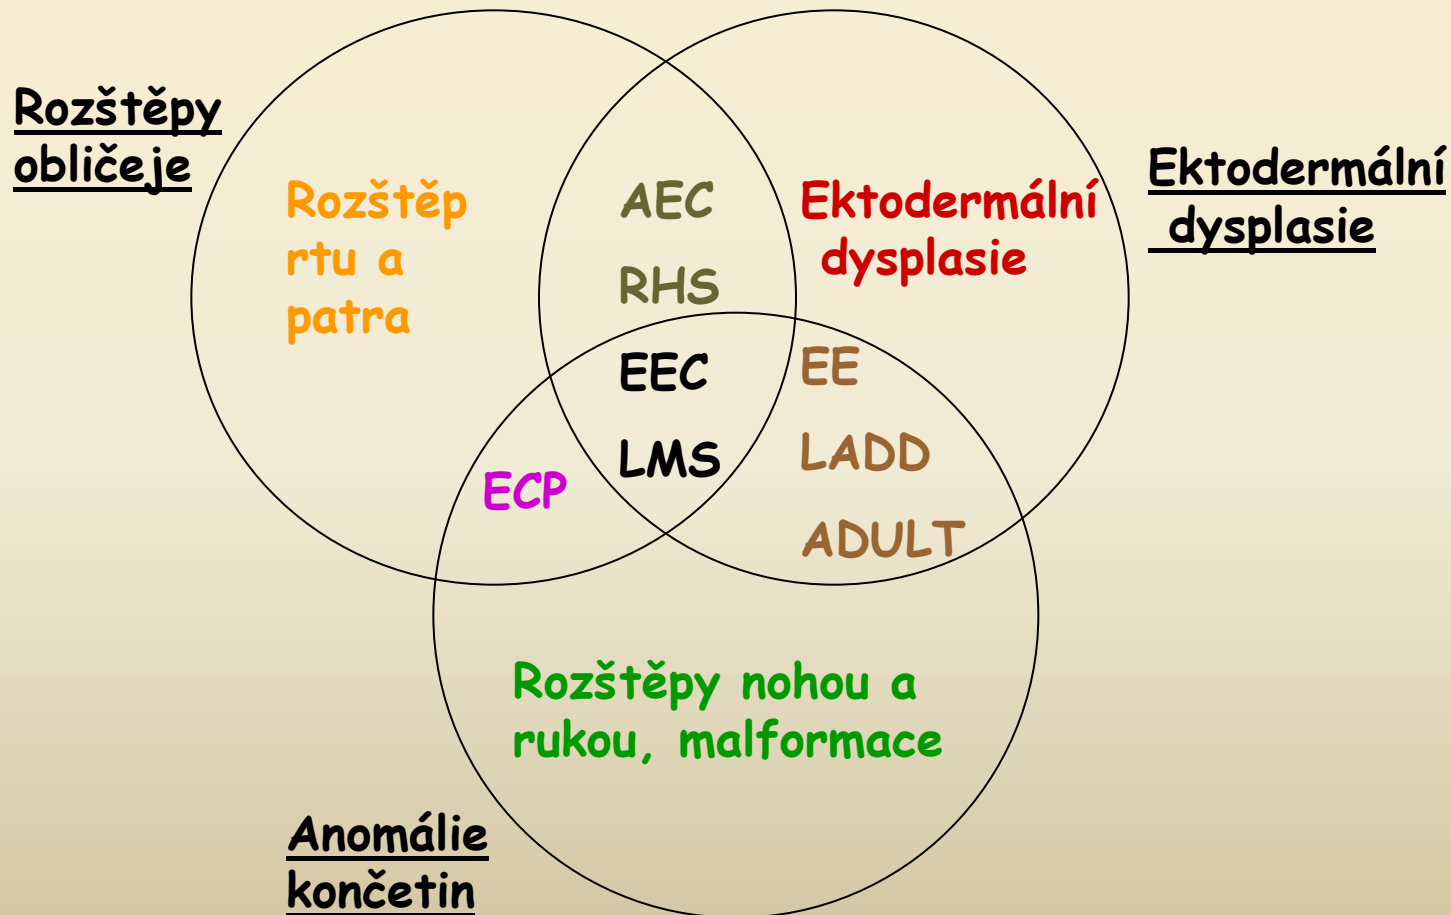 Rozštěpy
obličeje
Rozštěp
rtu a
patra
AEC
RHS
Ektodermální
dysplasie
Ektodermální
dysplasie
EEC
LMS
EE
LADD
ADULT
ECP
Rozštěpy nohou a
rukou, malformace
Anomálie
končetin